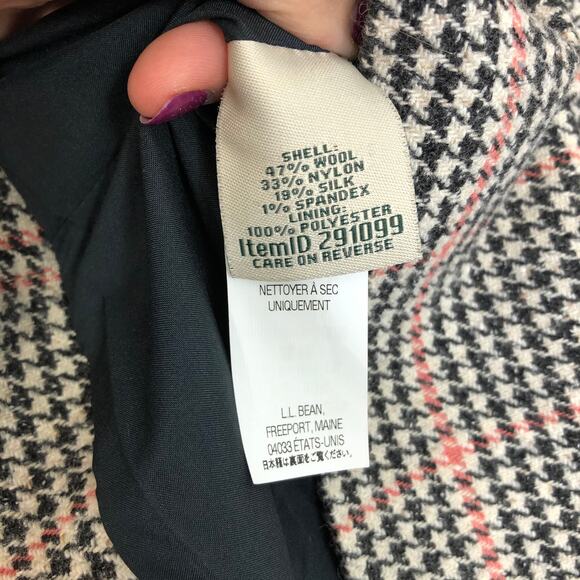 SHELL:
47% WOOL
33% NYLON
19% SILK
1% SPANDEX
LINING:
100% POLYESTER
ItemID 291099
CARE ON REVERSE
NETTOYER À SEC
UNIQUEMENT
L.L. BEAN,
FREEPORT, MAINE
04033 ÉTATS-UNIS
日本様は裏面をご覧ください。